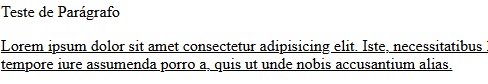 Teste de Parágrafo
Lorem ipsum dolor sit amet consectetur adipisicing elit. Iste, necessitatibus
tempore iure assumenda porro a, quis ut unde nobis accusantium alias.